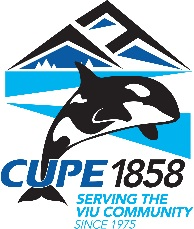 CUPE 1858
SERVING THE
VIU COMMUNITY
SINCE 1975